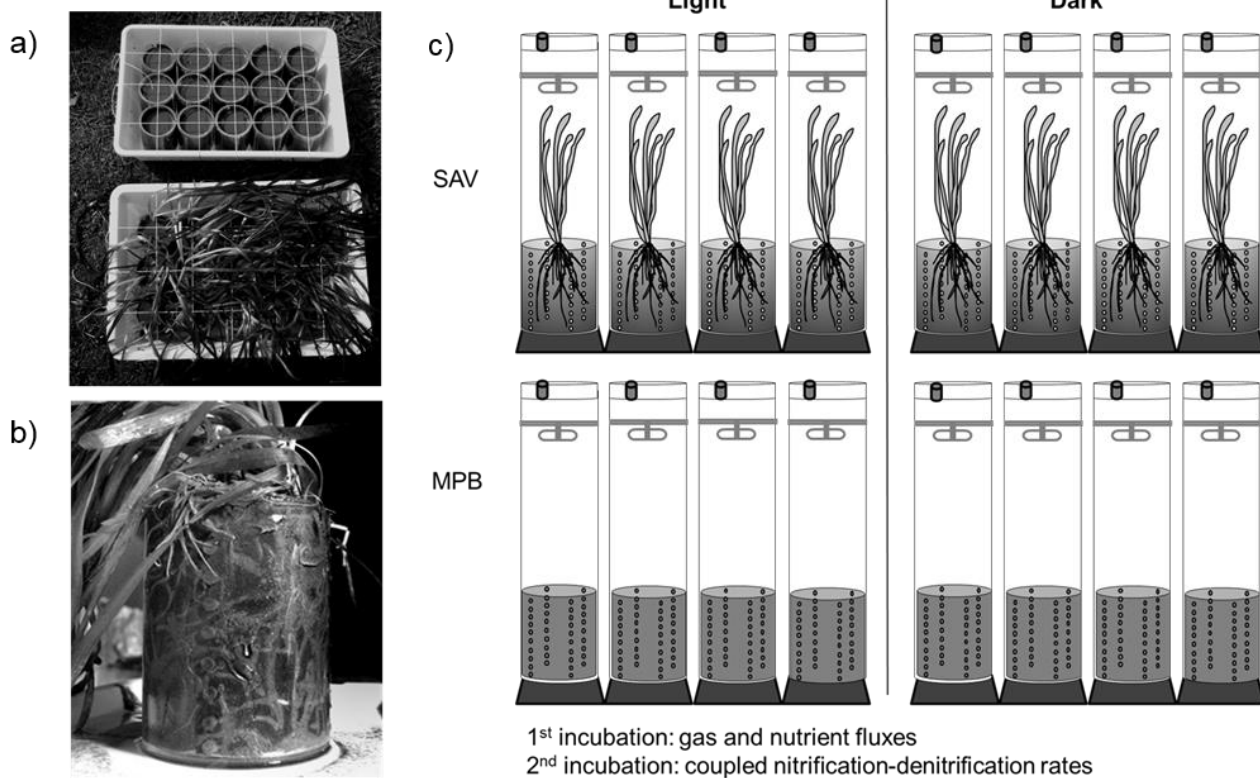 a)
b)
c)
Light
Dark
SAV
MPB
1st incubation: gas and nutrient fluxes
2nd incubation: coupled nitrification-denitrification rates